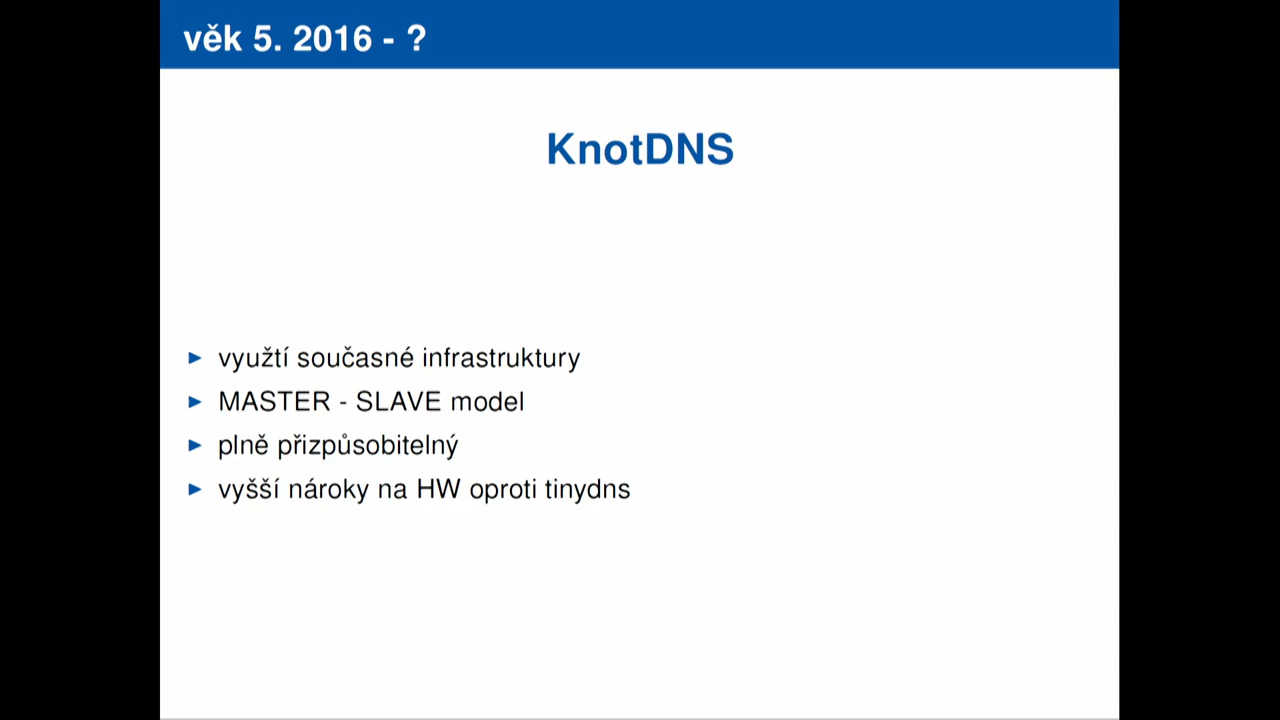 věk 5. 2016 - ?
KnotDNS
využtí současné infrastruktury
MASTER - SLAVE model
plně přizpůsobitelný
vyšší nároky na HW oproti tinydns